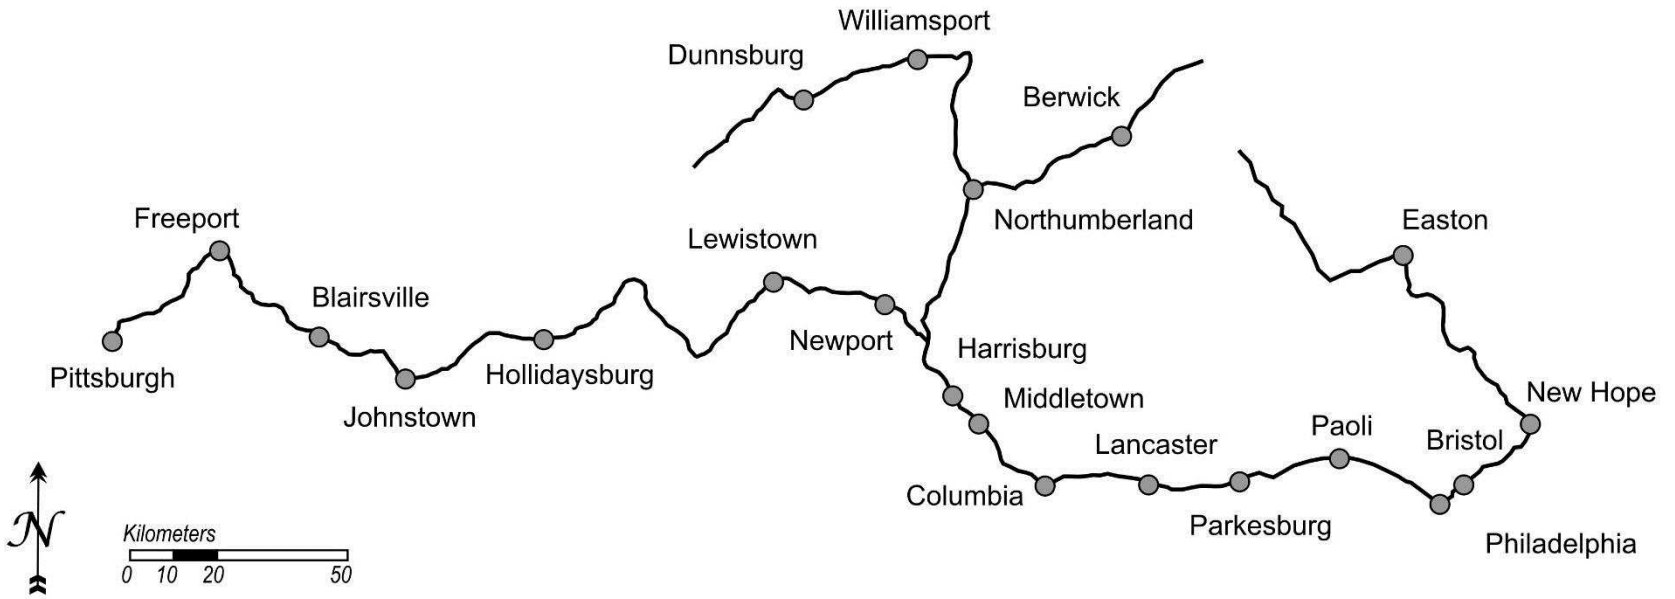 Williamsport
Dunnsburg
Berwick
Freeport
Northumberland
Easton
Lewistown
Blairsville
Newport
Harrisburg
Pittsburgh
Hollidaysburg
Johnstown
Middletown
New Hope
Paoli
Bristol
Lancaster
Columbia
Parkesburg
Philadelphia
N
Kilometers
0 10 20 50